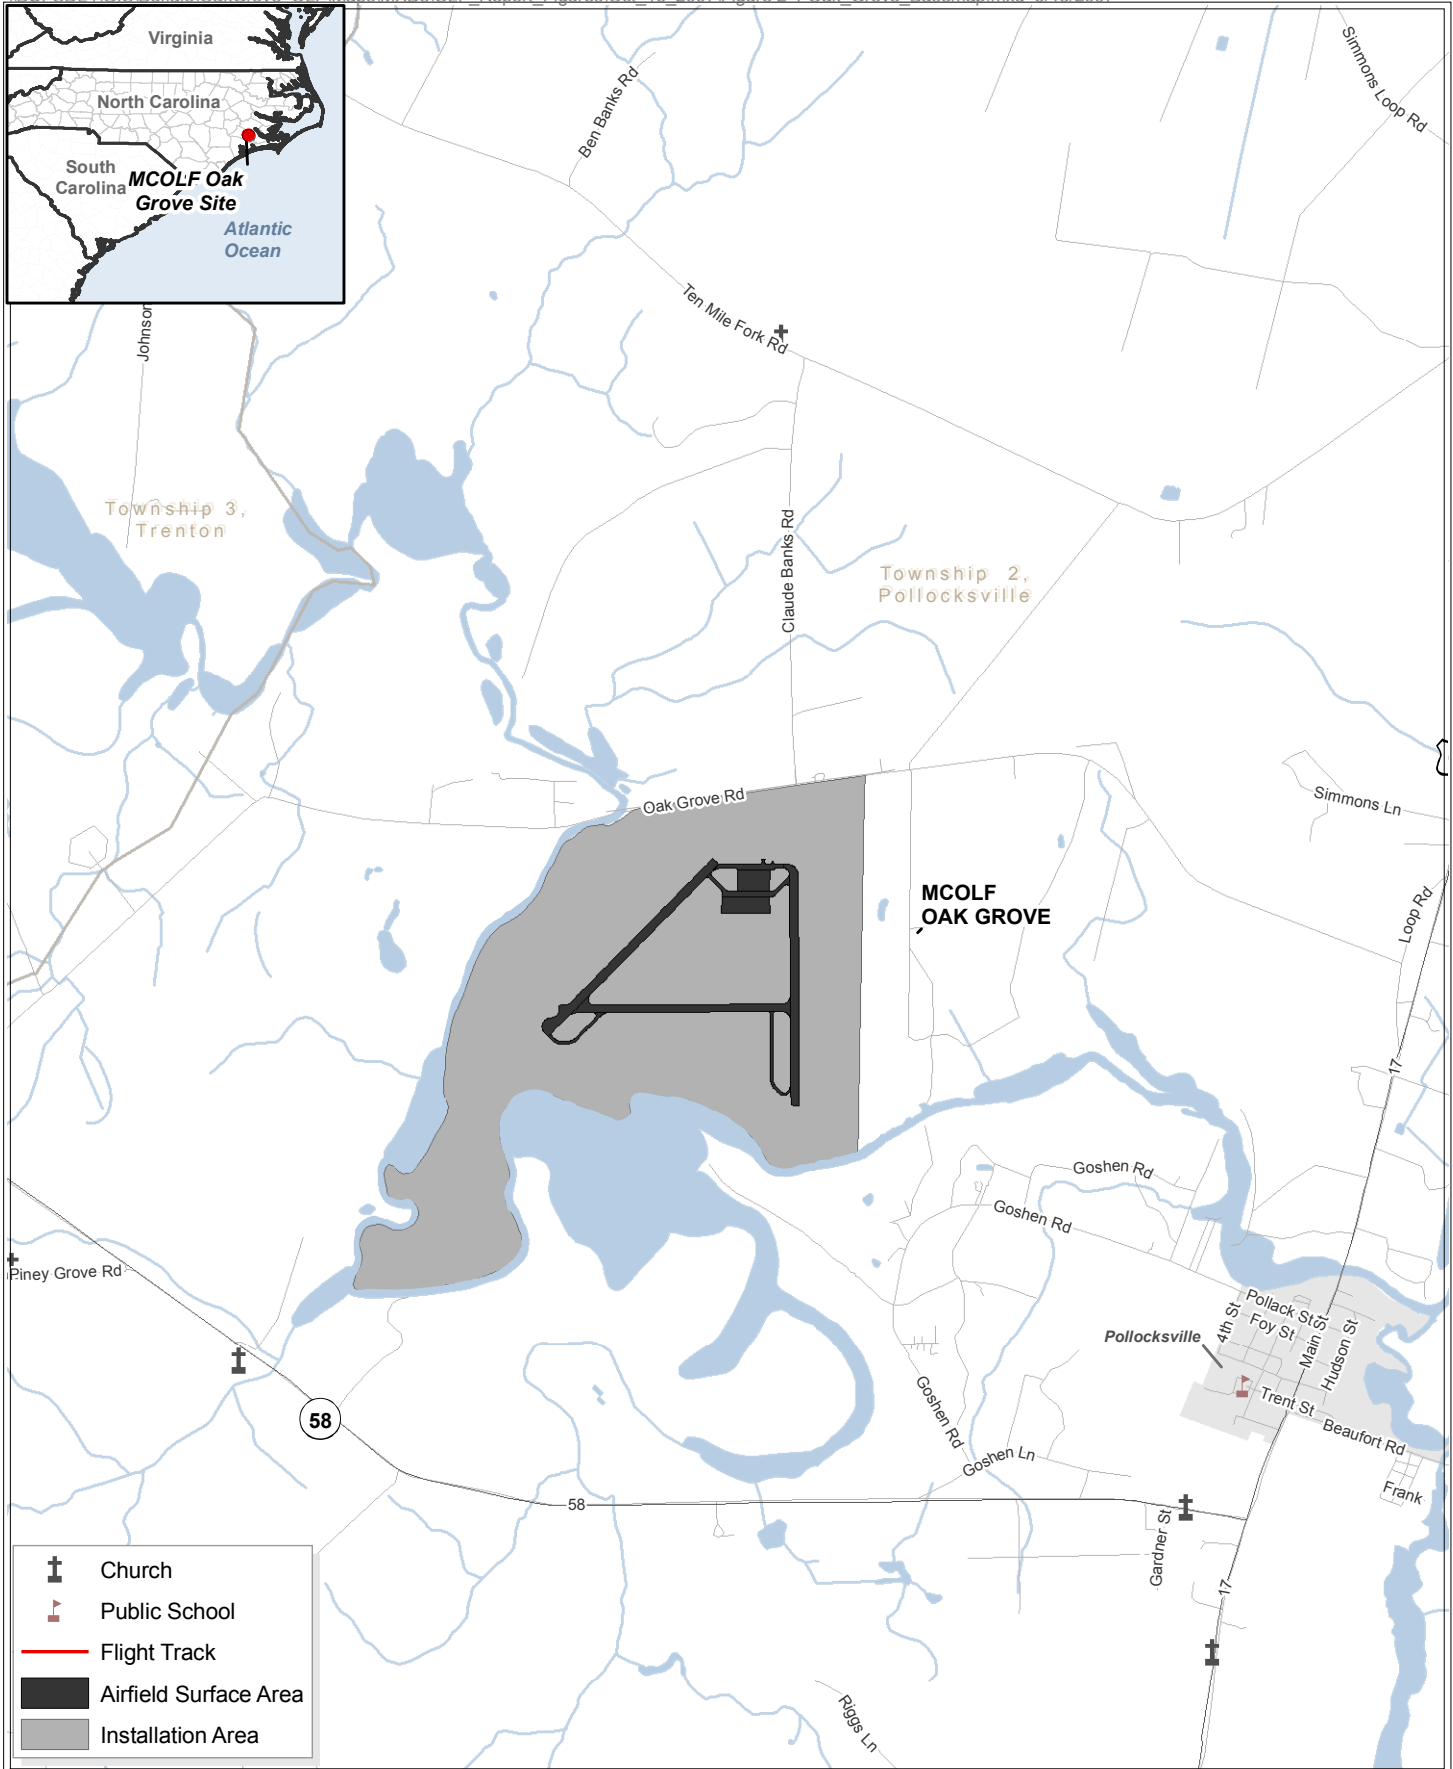 Virginia
North Carolina
South
Carolina
MCOLF Oak
Grove Site
Atlantic
Ocean
Ben Banks Rd
Simmons Loop Rd
Johnson
Ten Mile Fork Rd
Township 3,
Trenton
Claude Banks Rd
Township 2,
Pollocksville
Oak Grove Rd
Simmons Ln
MCOLF
OAK GROVE
Loop Rd
17
Goshen Rd
Goshen Rd
Piney Grove Rd
Pollack St
4th St
Foy St
Main St
Hudson St
Pollocksville
Trent St
Beaufort Rd
Goshen Rd
Goshen Ln
Frank
58
58
Gardner St
17
Riggs Ln
Church
Public School
Flight Track
Airfield Surface Area
Installation Area